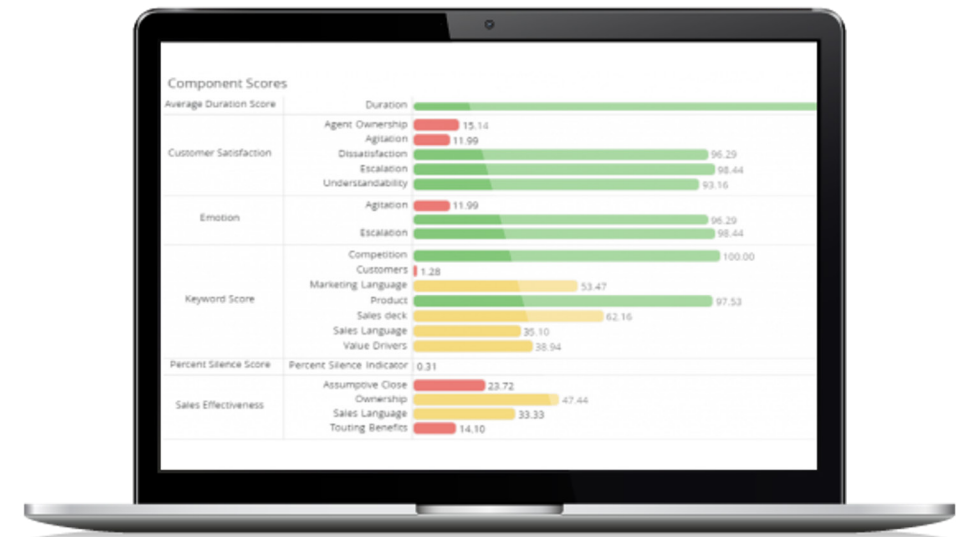 Component Scores
Average Duration Score Duration
Customer Satisfaction
Agent Ownership 15.14
Agitation 11.99
Dissatisfaction 96.29
Escalation 98.44
Understandability 93.16
Emotion
Agitation 11.99
96.29
Escalation 98.44
Keyword Score
Competition 100.00
Customers 1.28
Marketing Language 53.47
Product 97.53
Sales deck 62.16
Sales Language 35.10
Value Drivers 38.94
Percent Silence Score Percent Silence Indicator 0.31
Sales Effectiveness
Assumptive Close 23.72
Ownership 47.44
Sales Language 33.33
Touting Benefits 14.10